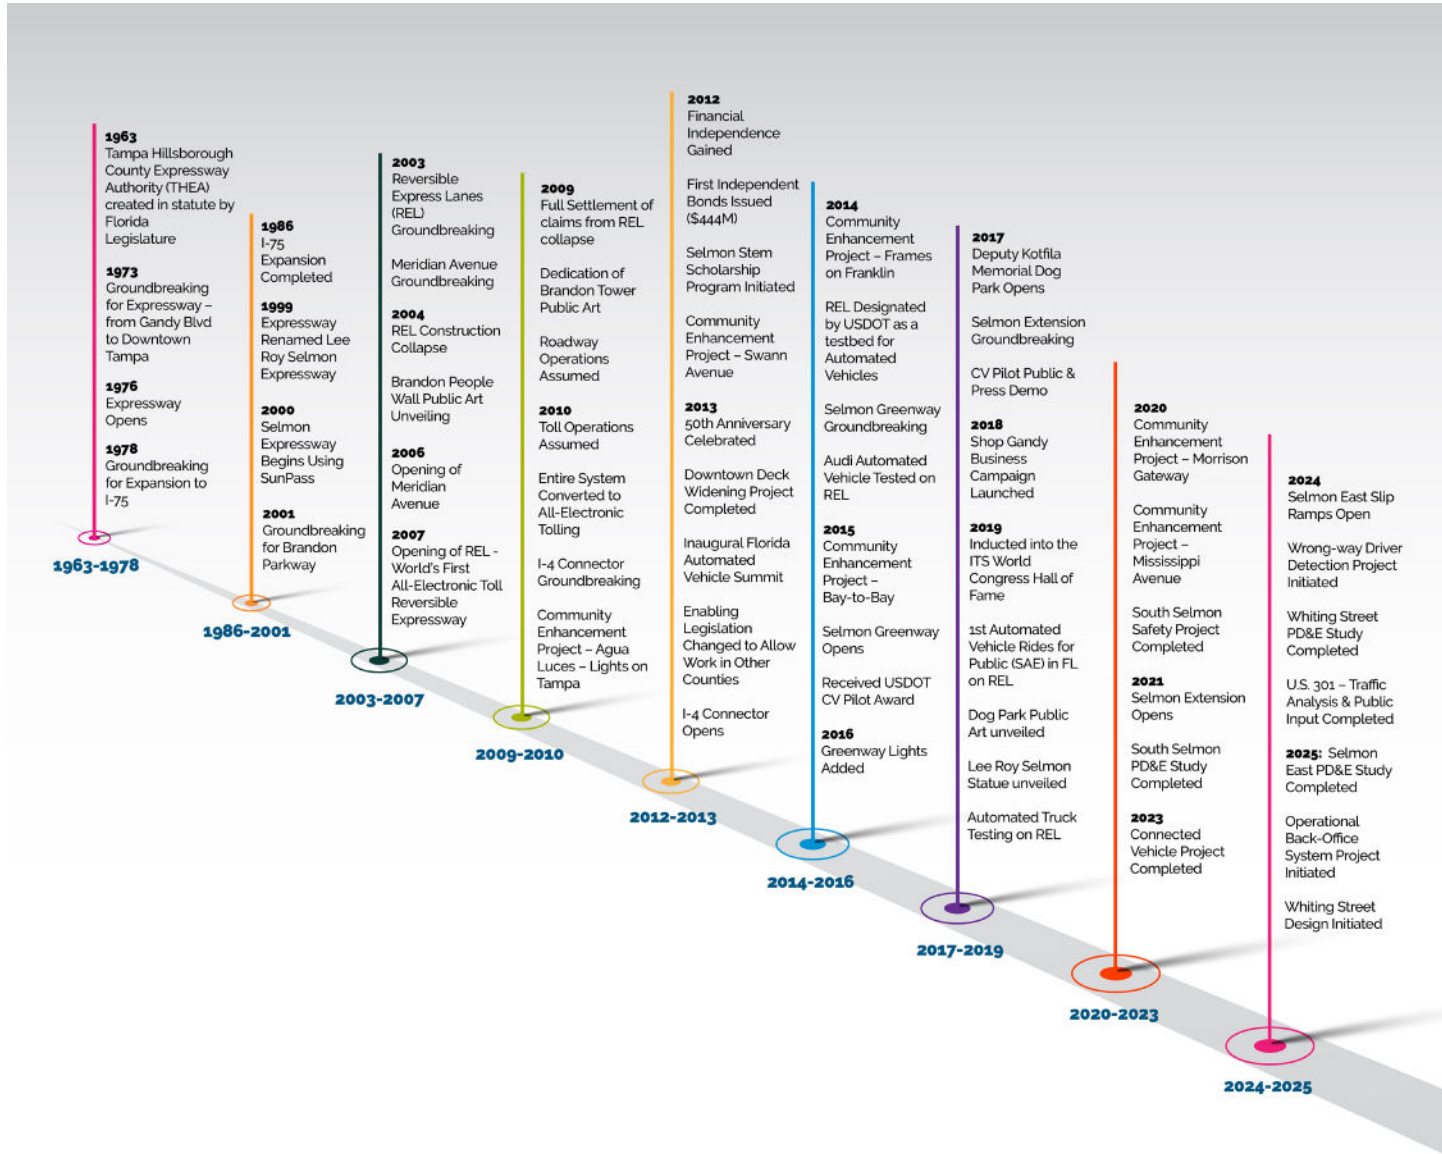 1963
Tampa Hillsborough
County Expressway
Authority (THEA)
created in statute by
Florida
Legislature
1973
Groundbreaking
for Expressway –
from Gandy Blvd
to Downtown
Tampa
1976
Expressway
Opens
1978
Groundbreaking
for Expansion to
I-75
1963-1978
1986
I-75
Expansion
Completed
1999
Expressway
Renamed Lee
Roy Selmon
Expressway
2000
Selmon
Expressway
Begins Using
SunPass
2001
Groundbreaking
for Brandon
Parkway
1986-2001
2003
Reversible
Express Lanes
(REL)
Groundbreaking
Meridian Avenue
Groundbreaking
2004
REL Construction
Collapse
Brandon People
Wall Public Art
Unveiling
2006
Opening of
Meridian
Avenue
2007
Opening of REL -
World's First
All-Electronic Toll
Reversible
Expressway
2003-2007
2009
Full Settlement of
claims from REL
collapse
Dedication of
Brandon Tower
Public Art
Roadway
Operations
Assumed
2010
Toll Operations
Assumed
Entire System
Converted to
All-Electronic
Tolling
I-4 Connector
Groundbreaking
Community
Enhancement
Project – Agua
Luces – Lights on
Tampa
2009-2010
2012
Financial
Independence
Gained
First Independent
Bonds Issued
($444M)
Selmon Stem
Scholarship
Program Initiated
Community
Enhancement
Project – Swann
Avenue
2013
50th Anniversary
Celebrated
Downtown Deck
Widening Project
Completed
Inaugural Florida
Automated
Vehicle Summit
Enabling
Legislation
Changed to Allow
Work in Other
Counties
I-4 Connector
Opens
2012-2013
2014
Community
Enhancement
Project – Frames
on Franklin
REL Designated
by USDOT as a
testbed for
Automated
Vehicles
Selmon Greenway
Groundbreaking
Audi Automated
Vehicle Tested on
REL
2015
Community
Enhancement
Project –
Bay-to-Bay
Selmon Greenway
Opens
Received USDOT
CV Pilot Award
2016
Greenway Lights
Added
2014-2016
2017
Deputy Kotfila
Memorial Dog
Park Opens
Selmon Extension
Groundbreaking
CV Pilot Public &
Press Demo
2018
Shop Gandy
Business
Campaign
Launched
2019
Inducted into the
ITS World
Congress Hall of
Fame
1st Automated
Vehicle Rides for
Public (SAE) in FL
on REL
Dog Park Public
Art unveiled
Lee Roy Selmon
Statue unveiled
Automated Truck
Testing on REL
2017-2019
2020
Community
Enhancement
Project – Morrison
Gateway
Community
Enhancement
Project –
Mississippi
Avenue
South Selmon
Safety Project
Completed
2021
Selmon Extension
Opens
South Selmon
PD&E Study
Completed
2023
Connected
Vehicle Project
Completed
2020-2023
2024
Selmon East Slip
Ramps Open
Wrong-way Driver
Detection Project
Initiated
Whiting Street
PD&E Study
Completed
U.S. 301 – Traffic
Analysis & Public
Input Completed
2025: Selmon
East PD&E Study
Completed
Operational
Back-Office
System Project
Initiated
Whiting Street
Design Initiated
2024-2025